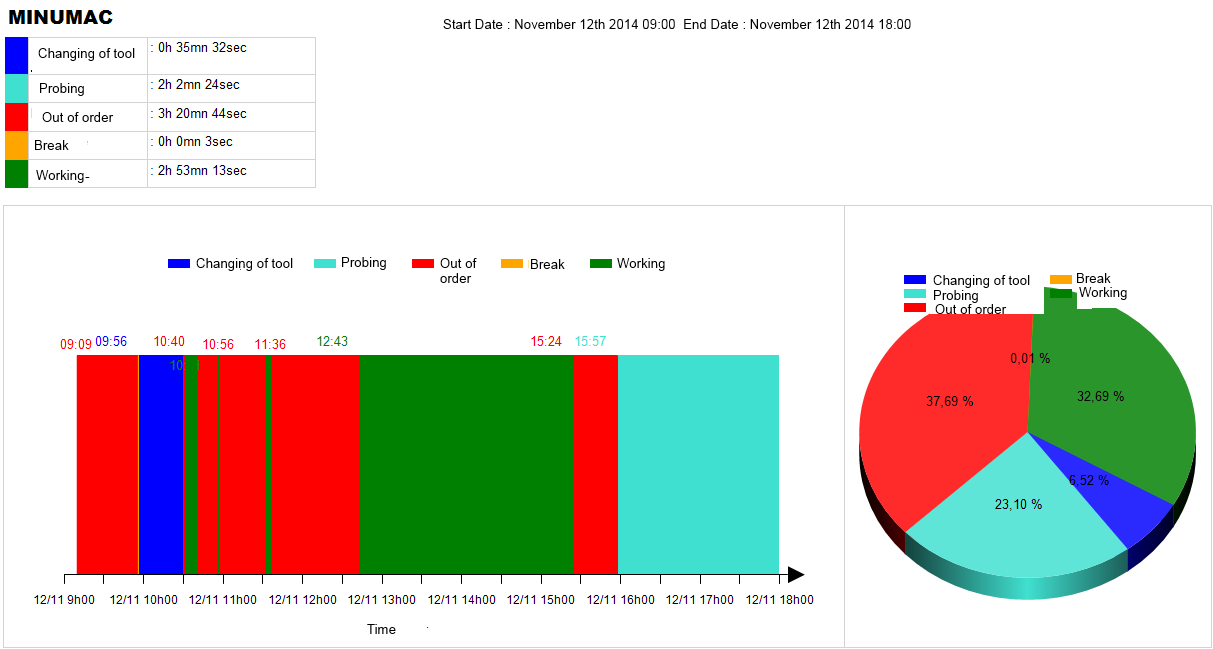 MINUMAC
Start Date : November 12th 2014 09:00 End Date : November 12th 2014 18:00
Changing of tool : 0h 35mn 32sec
Probing : 2h 2mn 24sec
Out of order : 3h 20mn 44sec
Break : 0h 0mn 3sec
Working- : 2h 53mn 13sec
Changing of tool Probing Out of order Break Working
09:09 09:56 10:40 10:56 11:36 12:43 15:24 15:57
12/11 9h00 12/11 10h00 12/11 11h00 12/11 12h00 12/11 13h00 12/11 14h00 12/11 15h00 12/11 16h00 12/11 17h00 12/11 18h00
Time
Changing of tool Break
Probing Working
Out of order
0,01 %
37,69 % 32,69 %
6,52 %
23,10 %